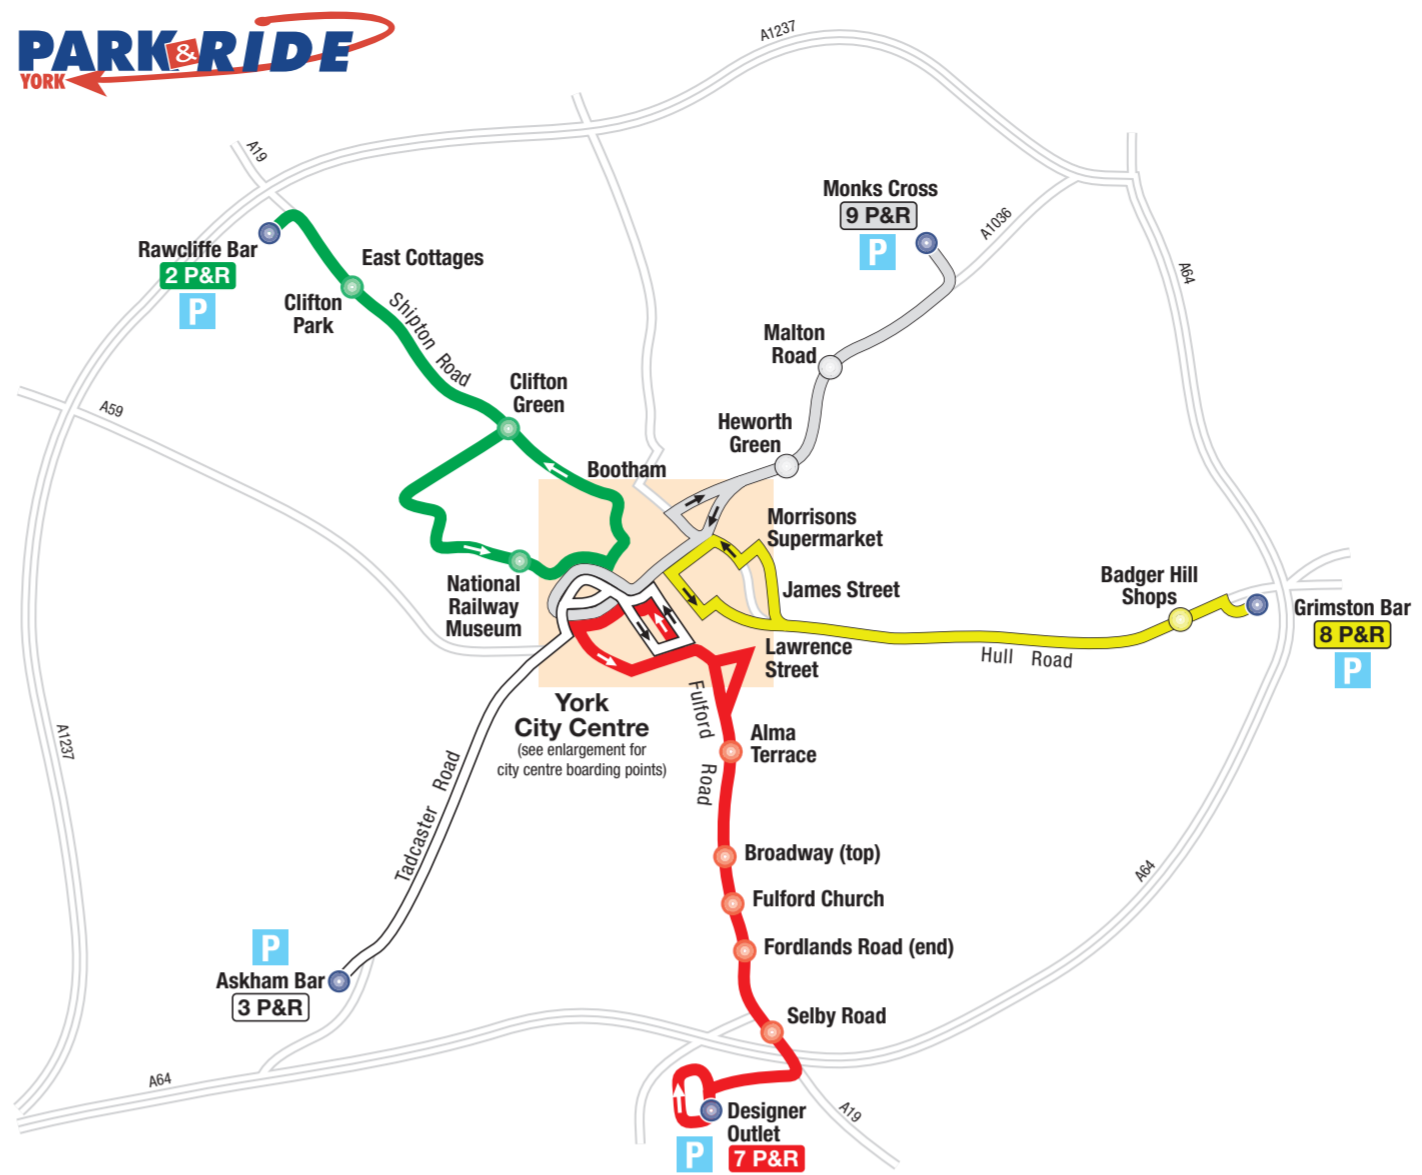 PARK & RIDE
YORK
A1237
A19
Monks Cross
9 P&R
P
A1036
Rawcliffe Bar
2 P&R
P
East Cottages
Clifton
Park
Shipton Road
A64
Malton
Road
Clifton
Green
A59
Heworth
Green
Bootham
Morrisons
Supermarket
James Street
National
Railway
Museum
Badger Hill
Shops
Grimston Bar
8 P&R
P
Hull Road
Lawrence
Street
York
City Centre
(see enlargement for
city centre boarding points)
Fulford Road
A1237
Tadcaster Road
Alma
Terrace
Broadway (top)
Fulford Church
A64
Fordlands Road (end)
P
Askham Bar
3 P&R
Selby Road
A64
A19
Designer
Outlet
P
7 P&R